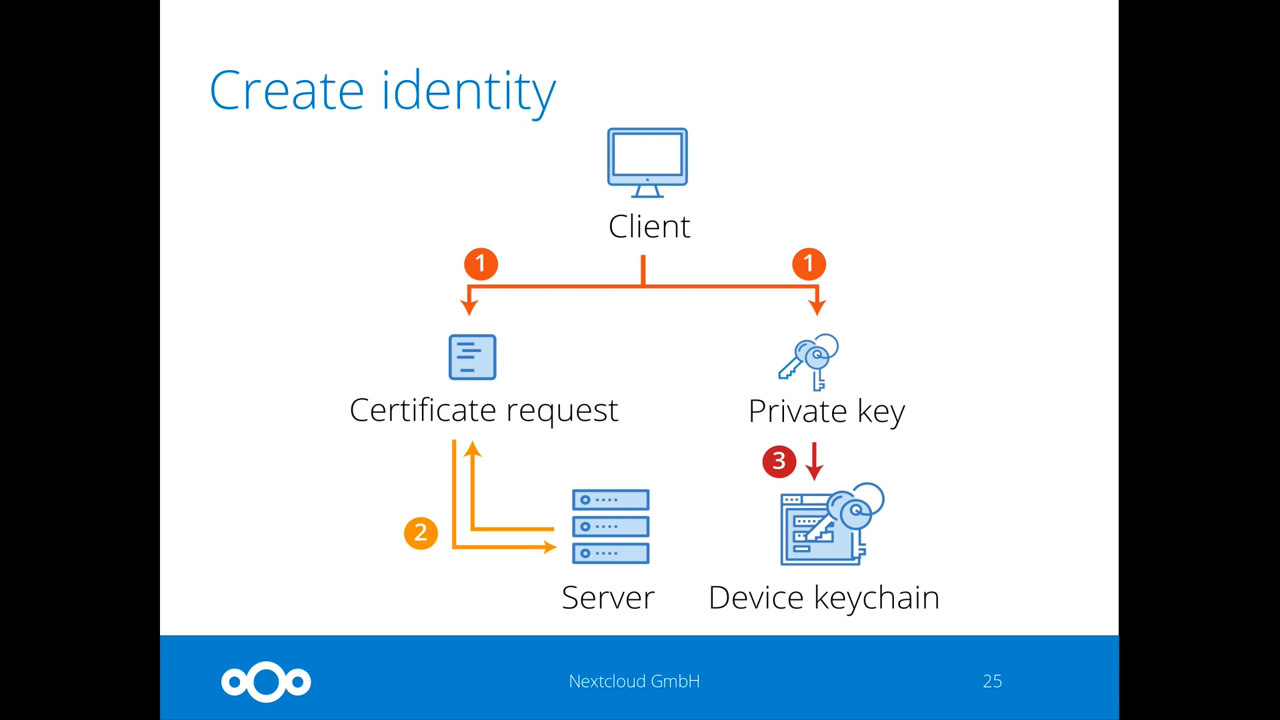 Create identity
Client
1
1
Certificate request
Private key
3
2
Server
Device keychain
Nextcloud GmbH
25